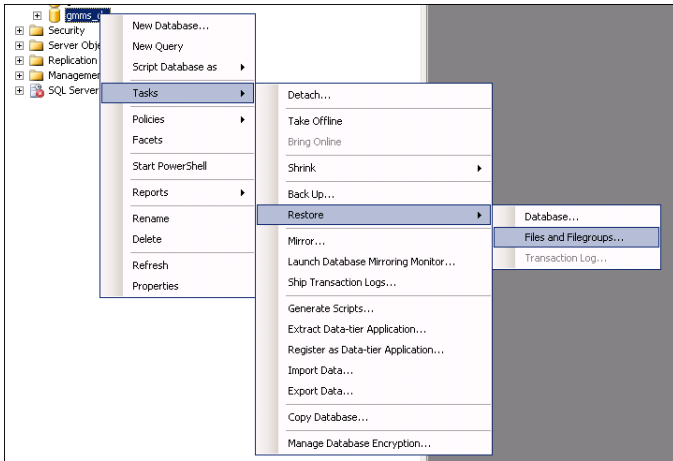 gmms_d
Security
Server Obje
Replication
Managemen
SQL Server
New Database...
New Query
Script Database as
Tasks
Policies
Facets
Start PowerShell
Reports
Rename
Delete
Refresh
Properties
Detach...
Take Offline
Bring Online
Shrink
Back Up...
Restore
Mirror...
Launch Database Mirroring Monitor...
Ship Transaction Logs...
Generate Scripts...
Extract Data-tier Application...
Register as Data-tier Application...
Import Data...
Export Data...
Copy Database...
Manage Database Encryption...
Database...
Files and Filegroups...
Transaction Log...